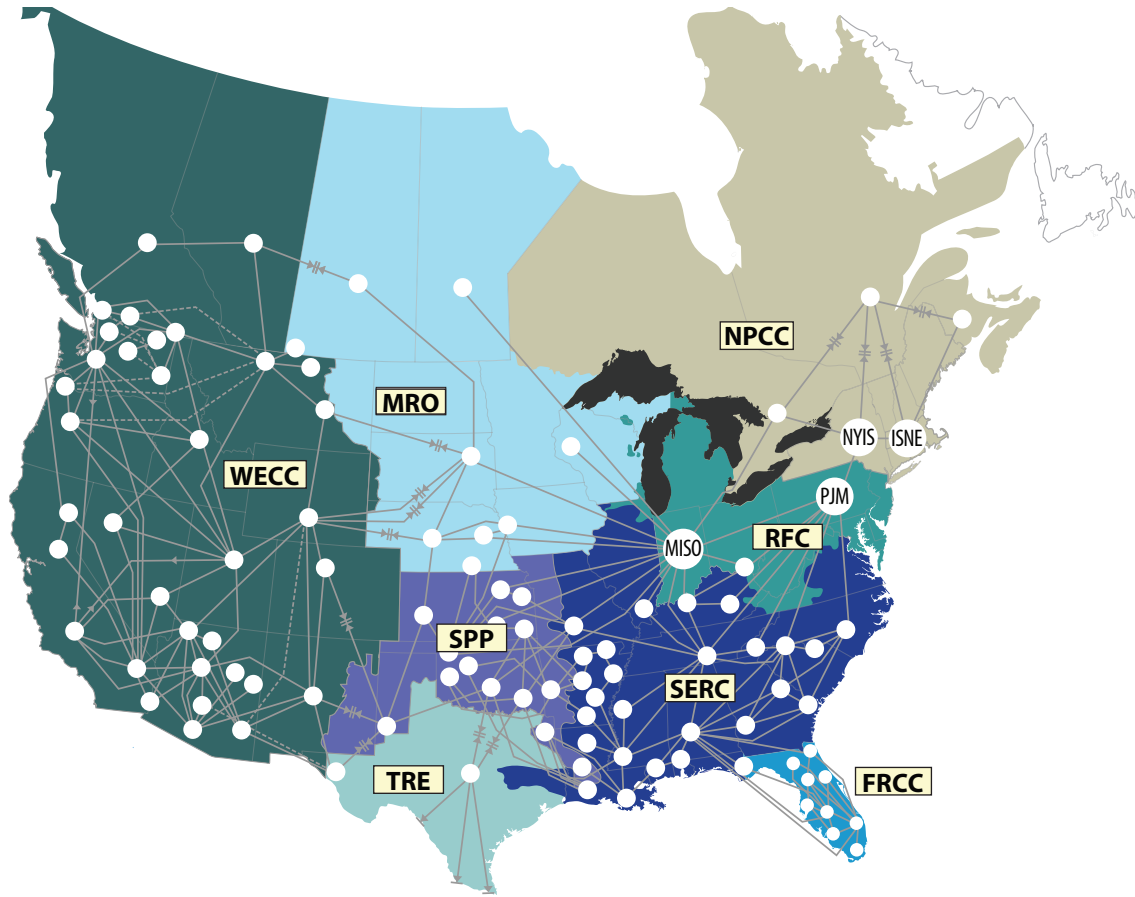 NPCC
MRO
NYIS
ISNE
WECC
PJM
RFC
MISO
SPP
SERC
TRE
FRCC